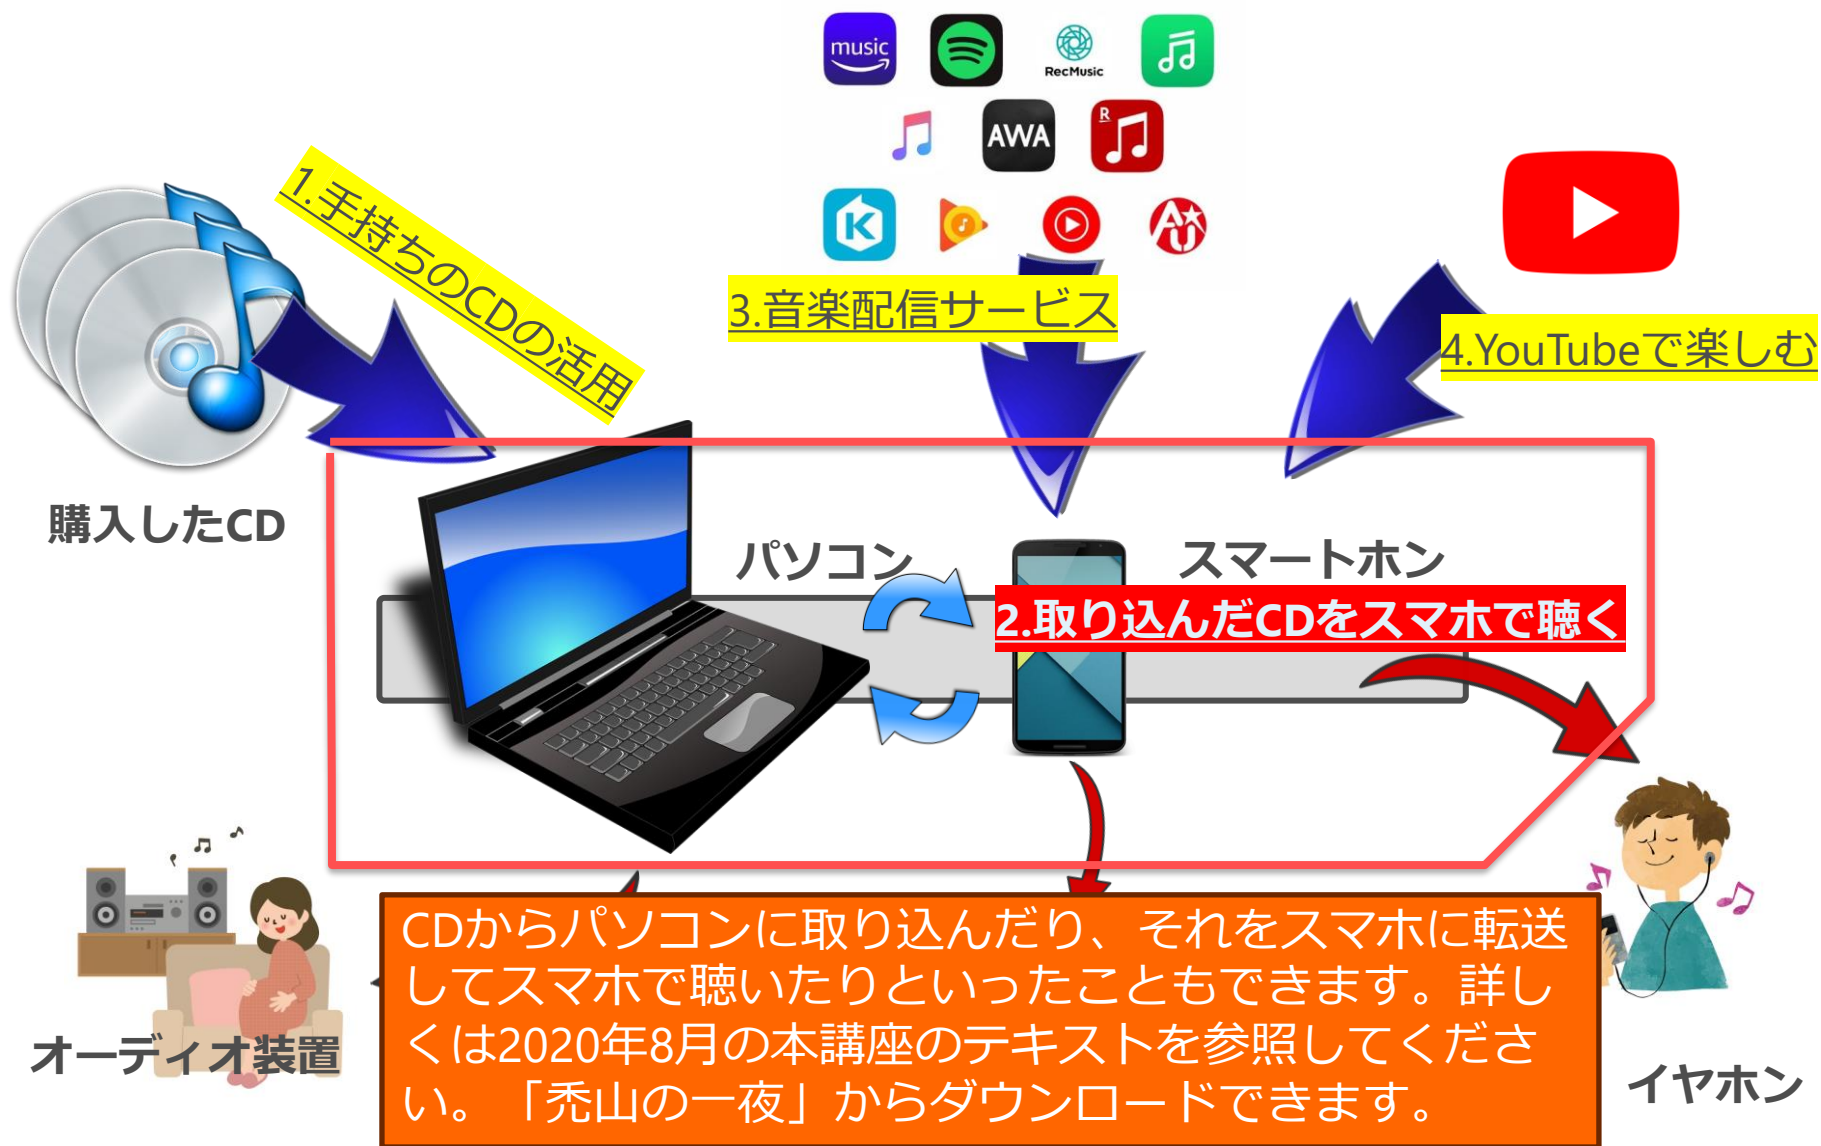 music
RecMusic
AWA
R
K
AU
1.手持ちのCDの活用
3.音楽配信サービス
4.YouTubeで楽しむ
購入したCD
パソコン
スマートホン
2.取り込んだCDをスマホで聴く
CDからパソコンに取り込んだり、それをスマホに転送
してスマホで聴いたりといったこともできます。詳し
くは2020年8月の本講座のテキストを参照してくださ
い。「禿山の一夜」からダウンロードできます。
オーディオ装置
イヤホン